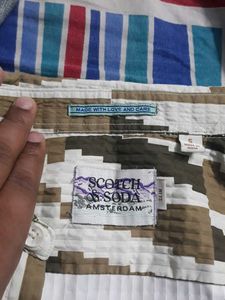 MADE WITH LOVE AND CARE
S
SCOTCH
& SODA
AMSTERDAM